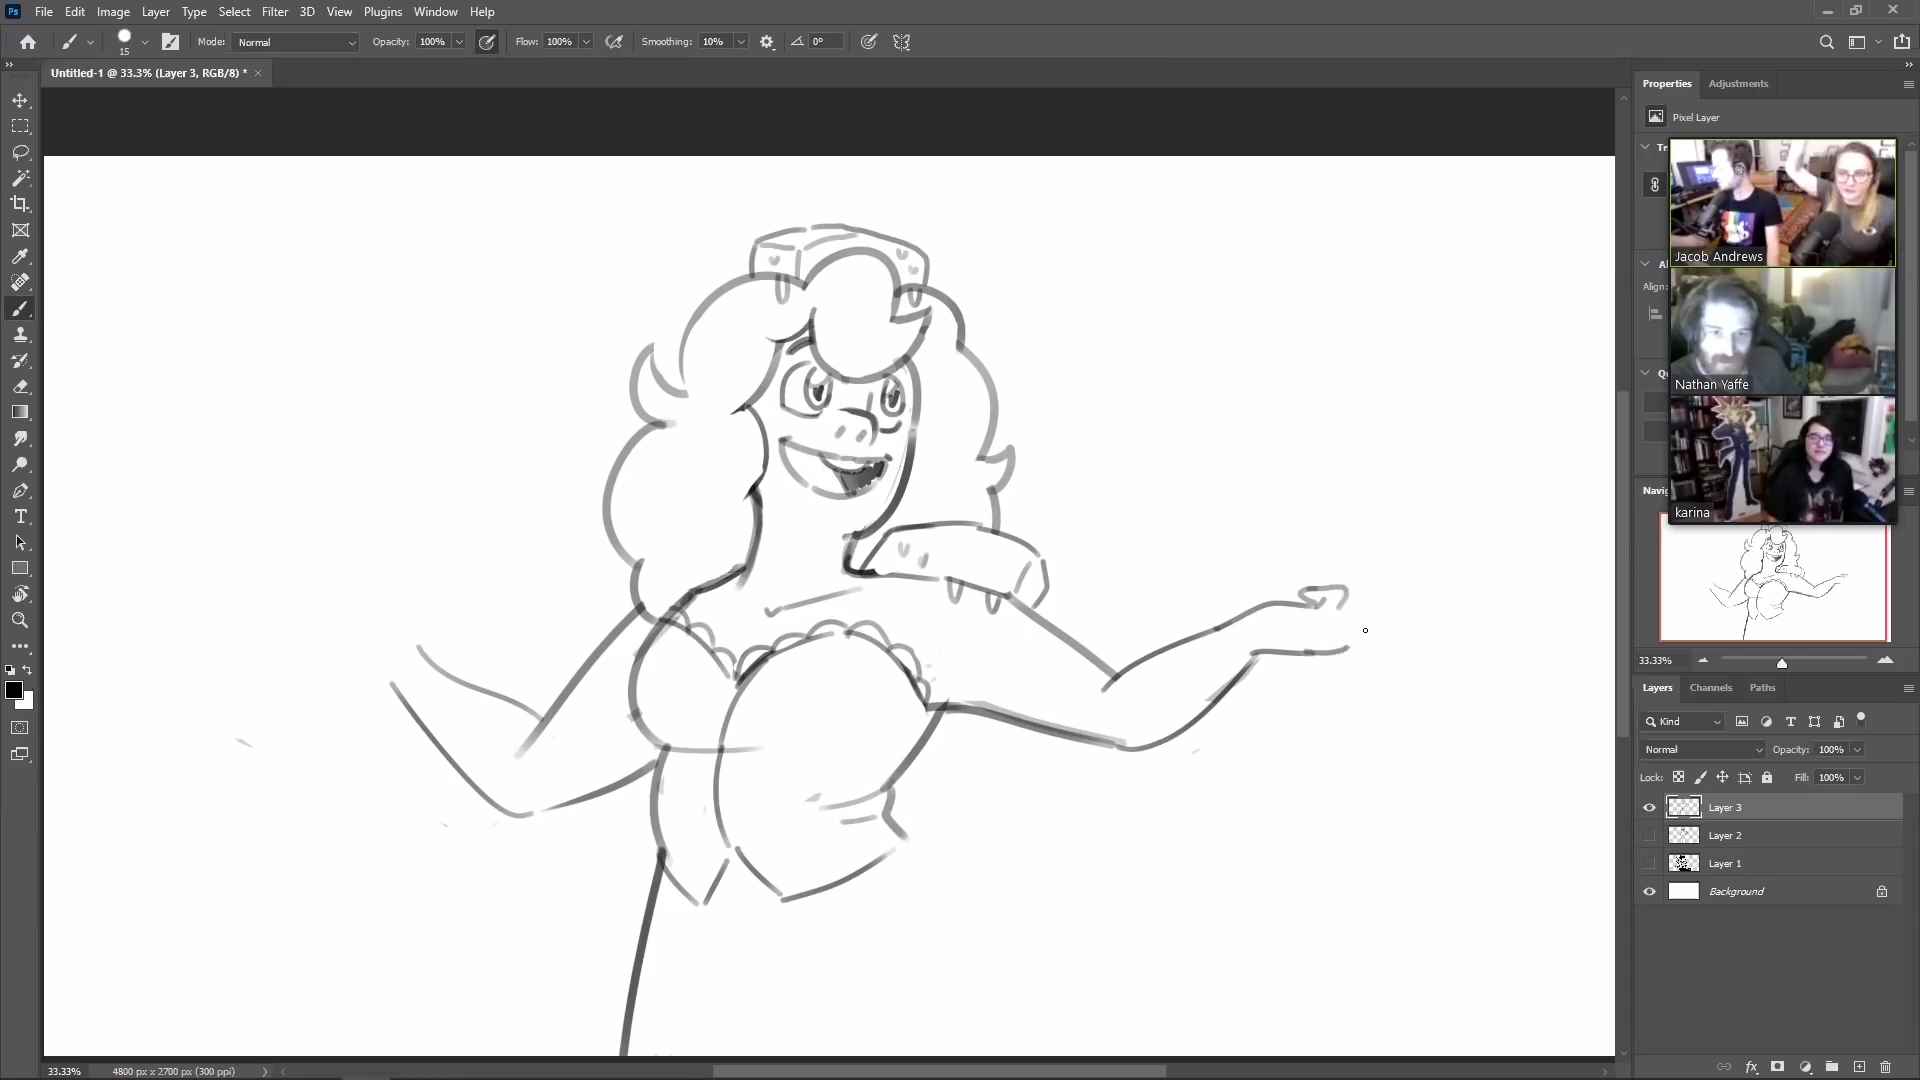 Ps File Edit Image Layer Type Select Filter 3D View Plugins Window Help
15 Mode: Normal Opacity: 100% Flow: 100% Smoothing: 10% 0°
Untitled-1 @ 33.3% (Layer 3, RGB/8) *
Properties Adjustments
Pixel Layer
Jacob Andrews
Align:
Nathan Yaffe
karina
33.33%
Layers Channels Paths
Kind
Normal Opacity: 100%
Lock: Fill: 100%
Layer 3
Layer 2
Layer 1
Background
33.33% 4800 px x 2700 px (300 ppi)